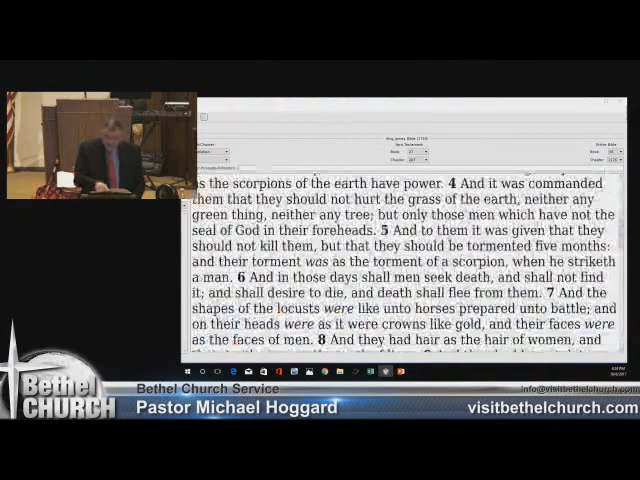 King James Bible (1769)
New Testament
Entire Bible
Book:
27
Chapter:
as the scorpions of the earth have power. 4 And it was commanded
them that they should not hurt the grass of the earth, neither any
green thing, neither any tree; but only those men which have not the
seal of God in their foreheads. 5 And to them it was given that they
should not kill them, but that they should be tormented five months:
and their torment was as the torment of a scorpion, when he striketh
a man. 6 And in those days shall men seek death, and shall not find
it; and shall desire to die, and death shall flee from them. 7 And the
shapes of the locusts were like unto horses prepared unto battle; and
on their heads were as it were crowns like gold, and their faces were
as the faces of men. 8 And they had hair as the hair of women, and
Bethel
CHURCH
Bethel Church Service
info@visitbethelchurch.com
Pastor Michael Hoggard
visitbethelchurch.com